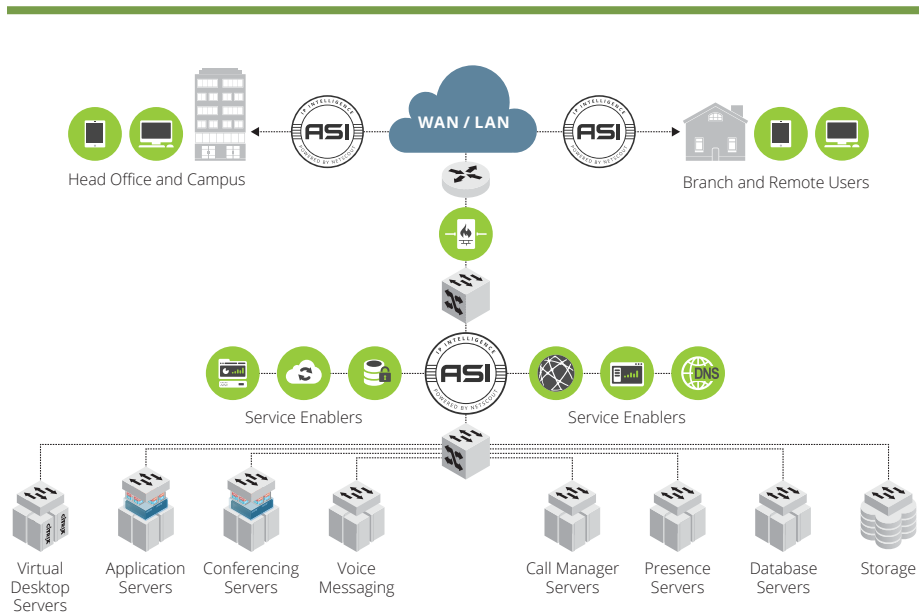 IP INTELLIGENCE
ASI
POWERED BY NETSCOUT
WAN / LAN
IP INTELLIGENCE
ASI
POWERED BY NETSCOUT
Head Office and Campus
Branch and Remote Users
IP INTELLIGENCE
ASI
POWERED BY NETSCOUT
DNS
Service Enablers
Service Enablers
citrix
citrix
Virtual
Desktop
Servers
Application
Servers
Conferencing
Servers
Voice
Messaging
Call Manager
Servers
Presence
Servers
Database
Servers
Storage